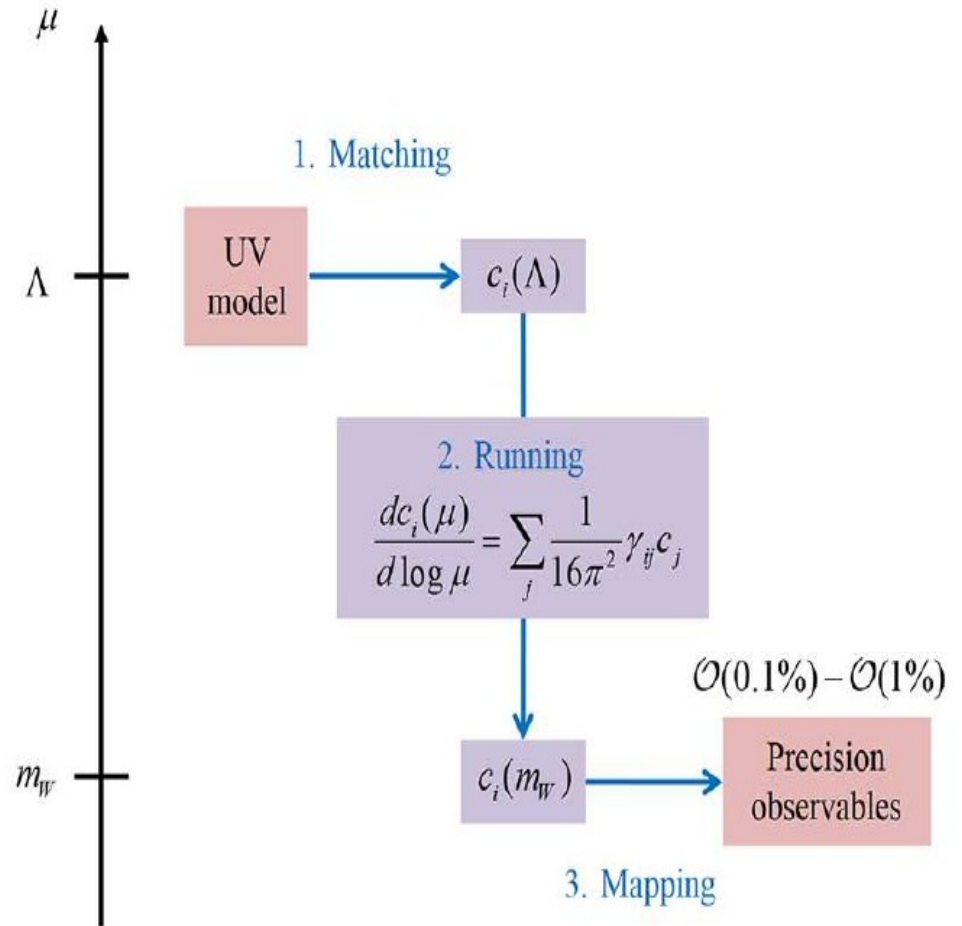 μ
1. Matching
UV
model
Λ
c_i(Λ)
2. Running
dc_i(μ)/d log μ = ∑_j 1/16π² γ_ij c_j
𝒪(0.1%) – 𝒪(1%)
m_W
c_i(m_W)
Precision
observables
3. Mapping